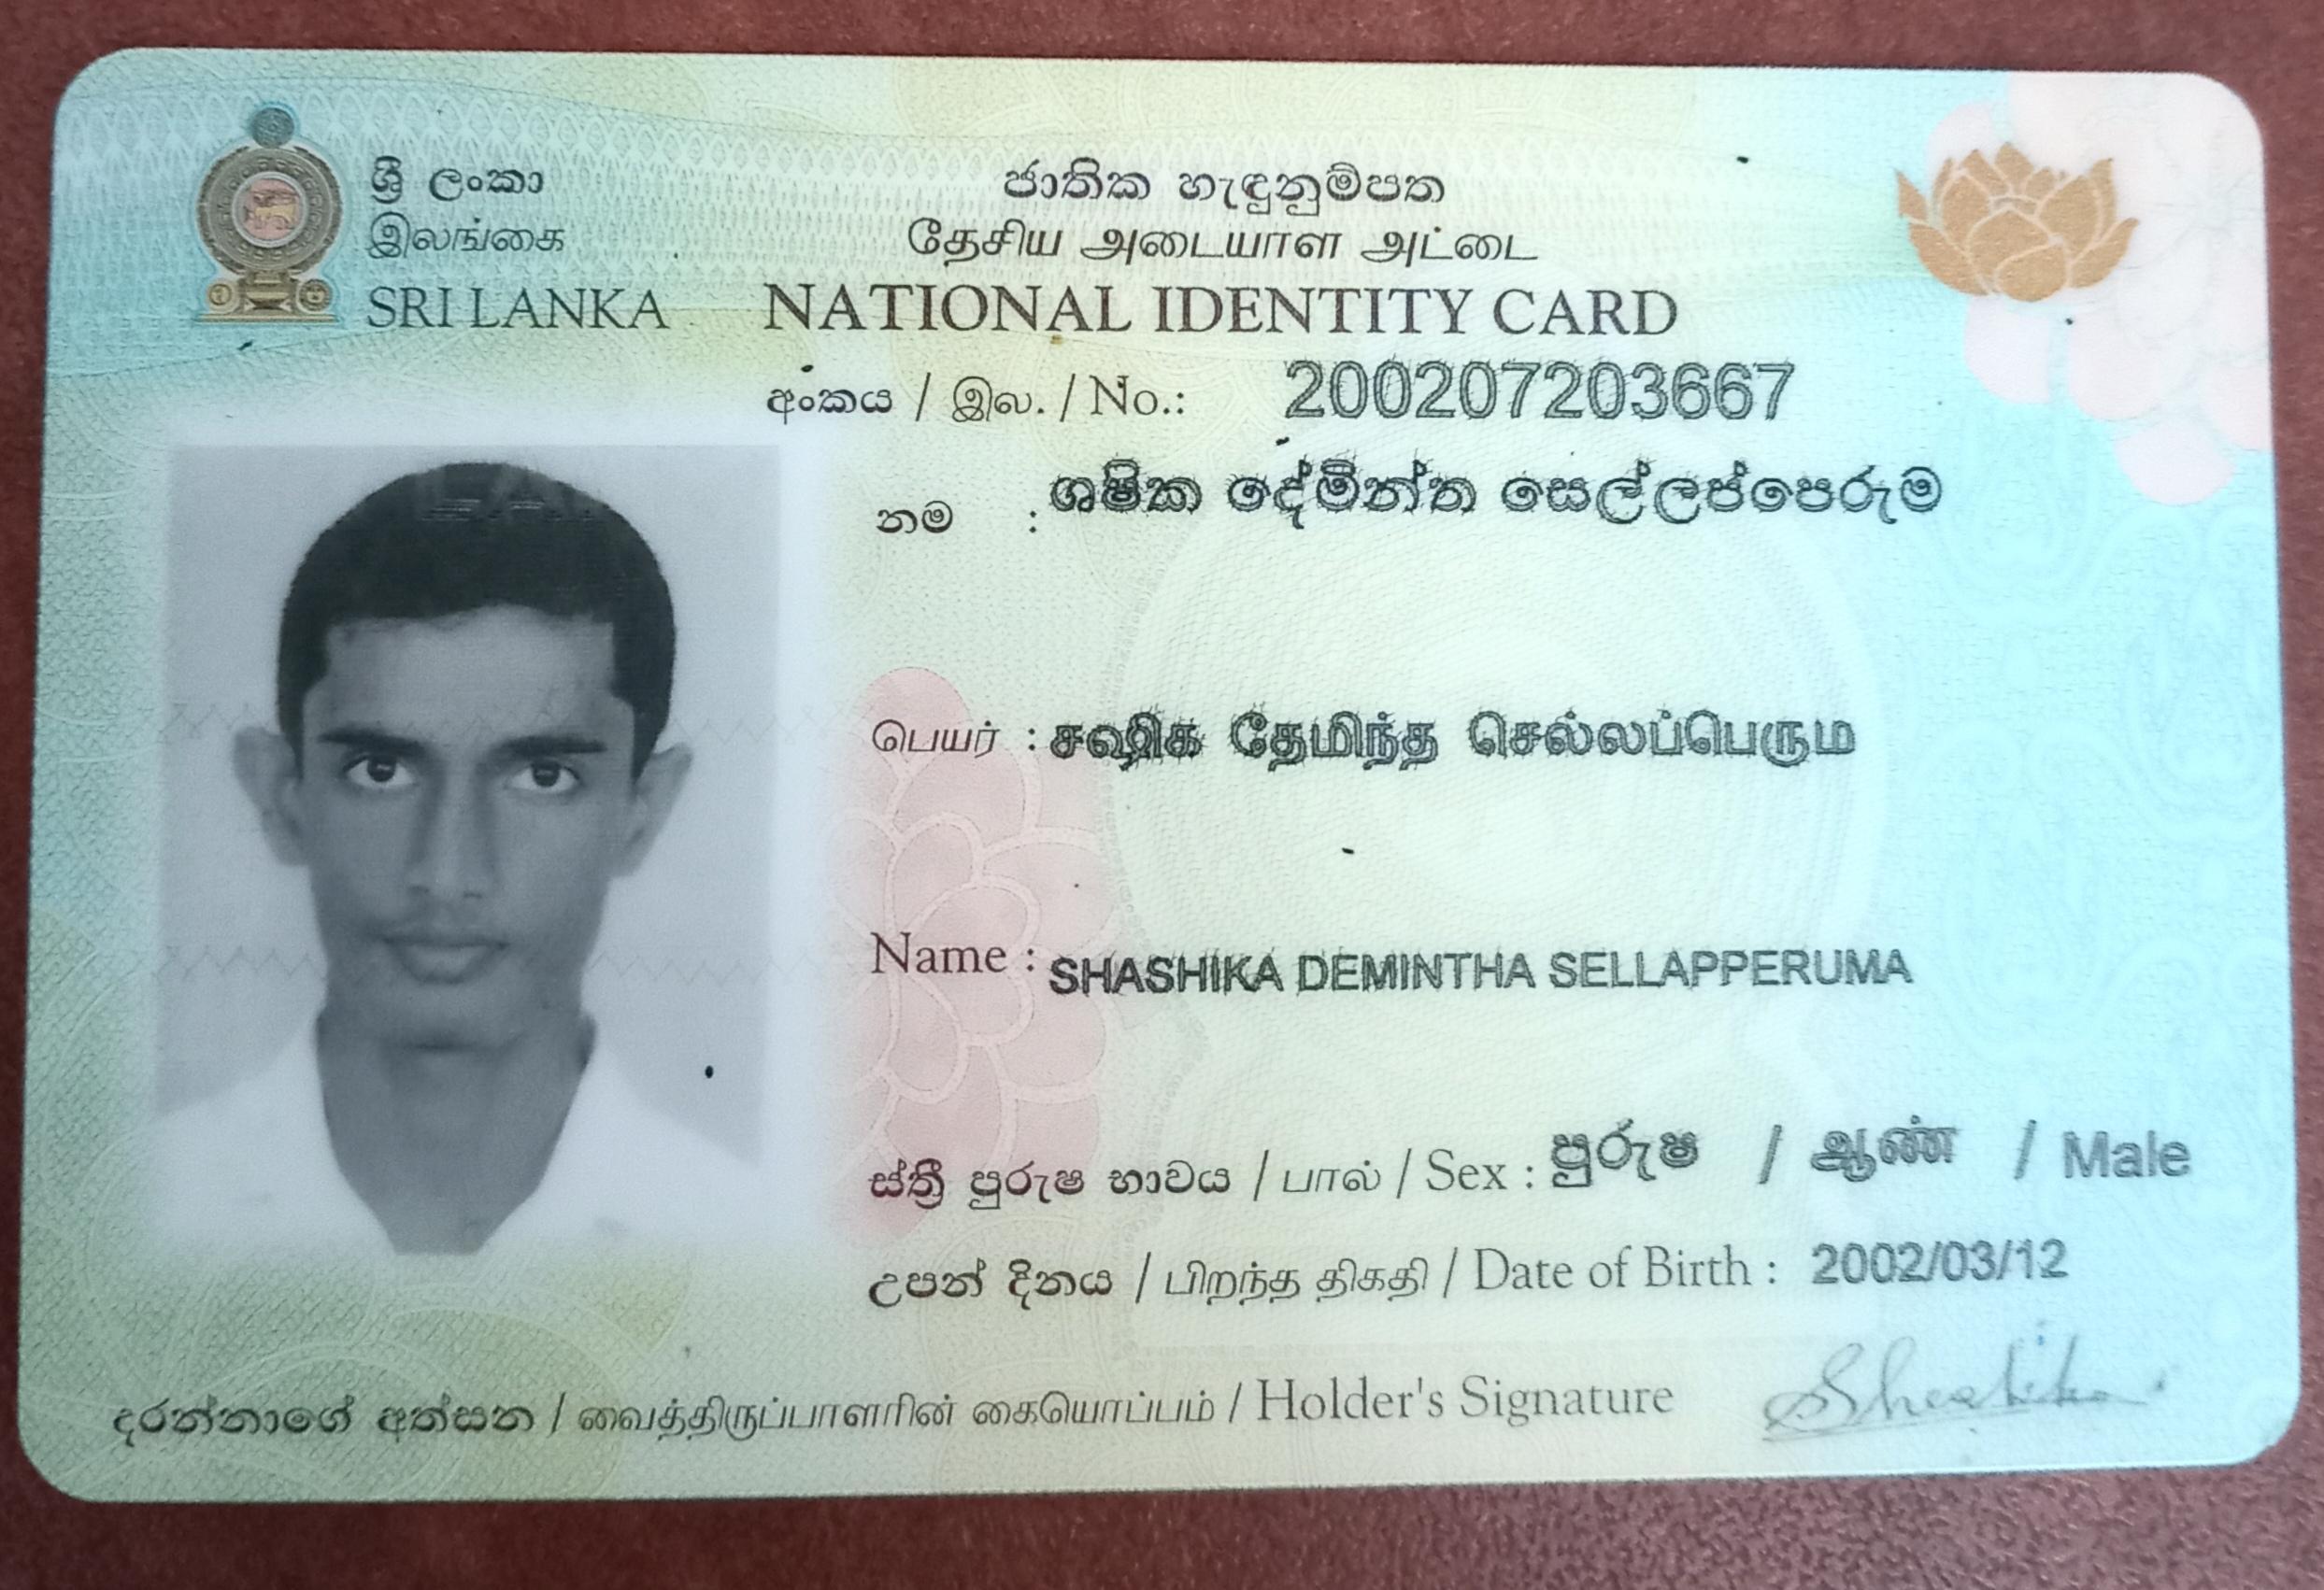 ශ්‍රී ලංකා
இலங்கை
SRI LANKA
ජාතික හැඳුනුම්පත
தேசிய அடையாள அட்டை
NATIONAL IDENTITY CARD
අංකය / இல. / No.: 200207203667
නම : ශෂික දේමින්ත සෙල්ලප්පෙරුම
பெயர் : சஷிக தேமிந்த செல்லப்பெரும
Name : SHASHIKA DEMINTHA SELLAPPERUMA
ස්ත්‍රී පුරුෂ භාවය / பால் / Sex : පුරුෂ / ஆண் / Male
උපන් දිනය / பிறந்த திகதி / Date of Birth : 2002/03/12
දරන්නාගේ අත්සන / வைத்திருப்பாளரின் கையொப்பம் / Holder's Signature Shashika